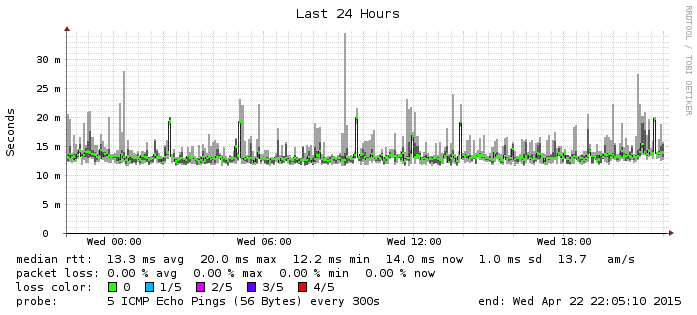 Last 24 Hours
RRDTOOL / TOBI OETIKER
Seconds
30 m
25 m
20 m
15 m
10 m
5 m
0
Wed 00:00 Wed 06:00 Wed 12:00 Wed 18:00
median rtt: 13.3 ms avg 20.0 ms max 12.2 ms min 14.0 ms now 1.0 ms sd 13.7 am/s
packet loss: 0.00 % avg 0.00 % max 0.00 % min 0.00 % now
loss color: 0 1/5 2/5 3/5 4/5
probe: 5 ICMP Echo Pings (56 Bytes) every 300s end: Wed Apr 22 22:05:10 2015